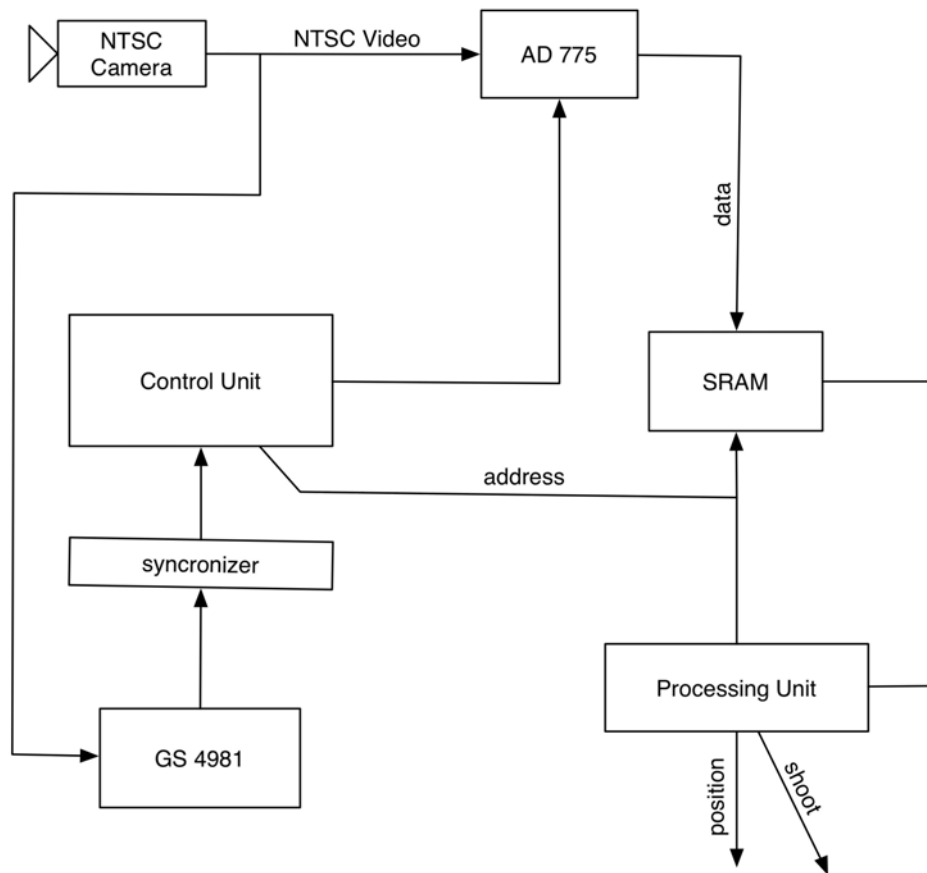 NTSC
Camera
NTSC Video
AD 775
data
Control Unit
SRAM
address
syncronizer
Processing Unit
GS 4981
position
shoot